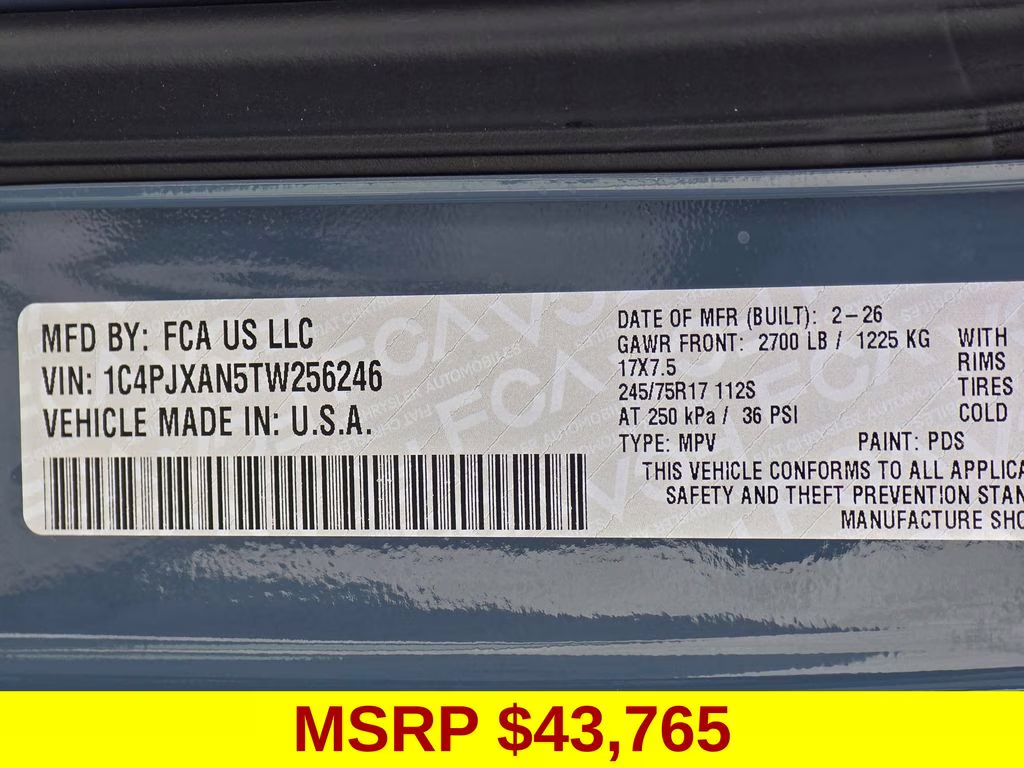 MFD BY: FCA US LLC
VIN: 1C4PJXAN5TW256246
VEHICLE MADE IN: U.S.A.
DATE OF MFR (BUILT): 2-26
GAWR FRONT: 2700 LB / 1225 KG WITH
17X7.5 RIMS
245/75R17 112S TIRES
AT 250 kPa / 36 PSI COLD
TYPE: MPV PAINT: PDS
THIS VEHICLE CONFORMS TO ALL APPLICA
SAFETY AND THEFT PREVENTION STAN
MANUFACTURE SHO
MSRP $43,765